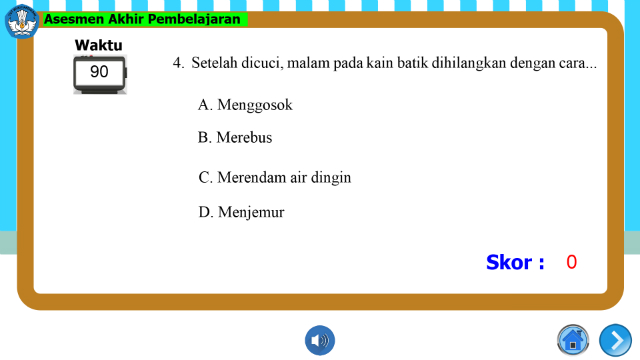 Asesmen Akhir Pembelajaran
Waktu
90
4. Setelah dicuci, malam pada kain batik dihilangkan dengan cara...
A. Menggosok
B. Merebus
C. Merendam air dingin
D. Menjemur
Skor : 0